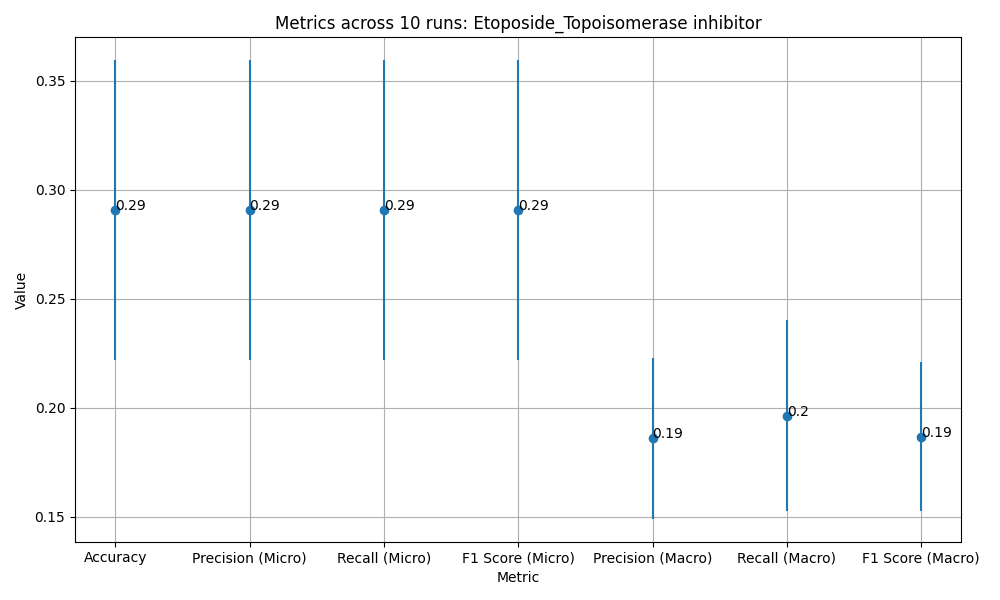 Metrics across 10 runs: Etoposide_Topoisomerase inhibitor
Value
0.35
0.30
0.25
0.20
0.15
0.29
0.29
0.29
0.29
0.19
0.2
0.19
Accuracy
Precision (Micro)
Recall (Micro)
F1 Score (Micro)
Precision (Macro)
Recall (Macro)
F1 Score (Macro)
Metric